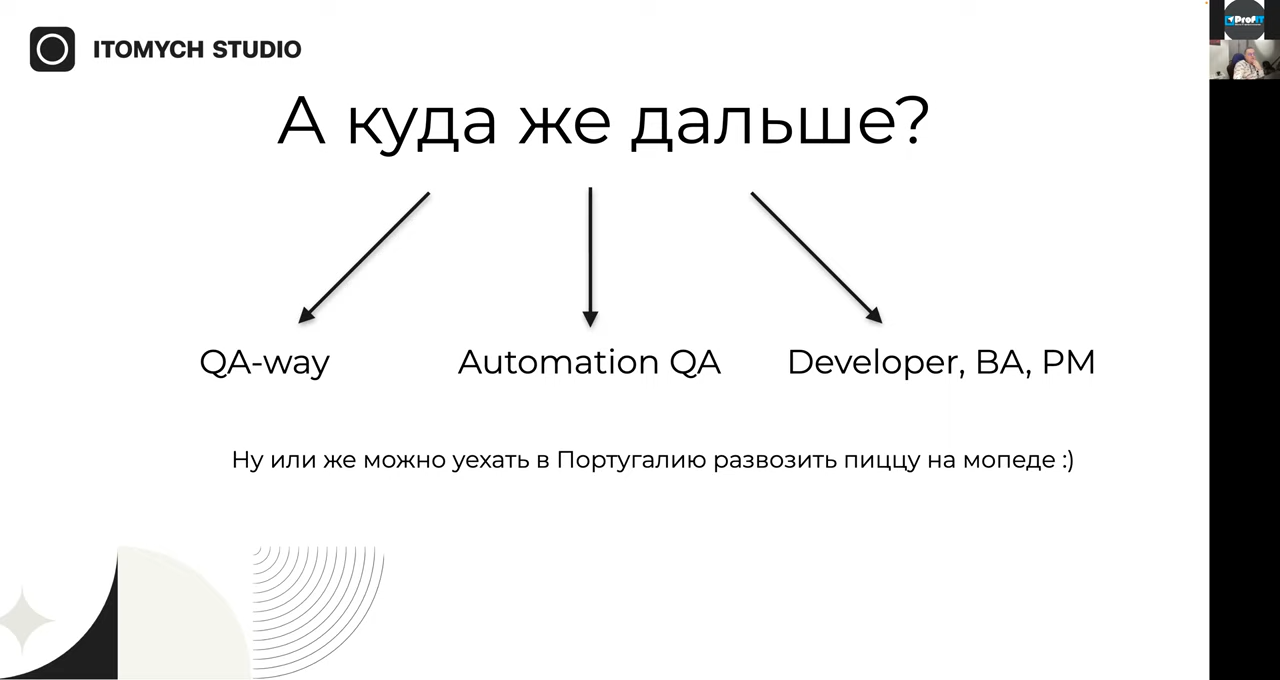 ITOMYCH STUDIO
А куда же дальше?
QA-way
Automation QA
Developer, BA, PM
Ну или же можно уехать в Португалию развозить пиццу на мопеде :)
ProfIT